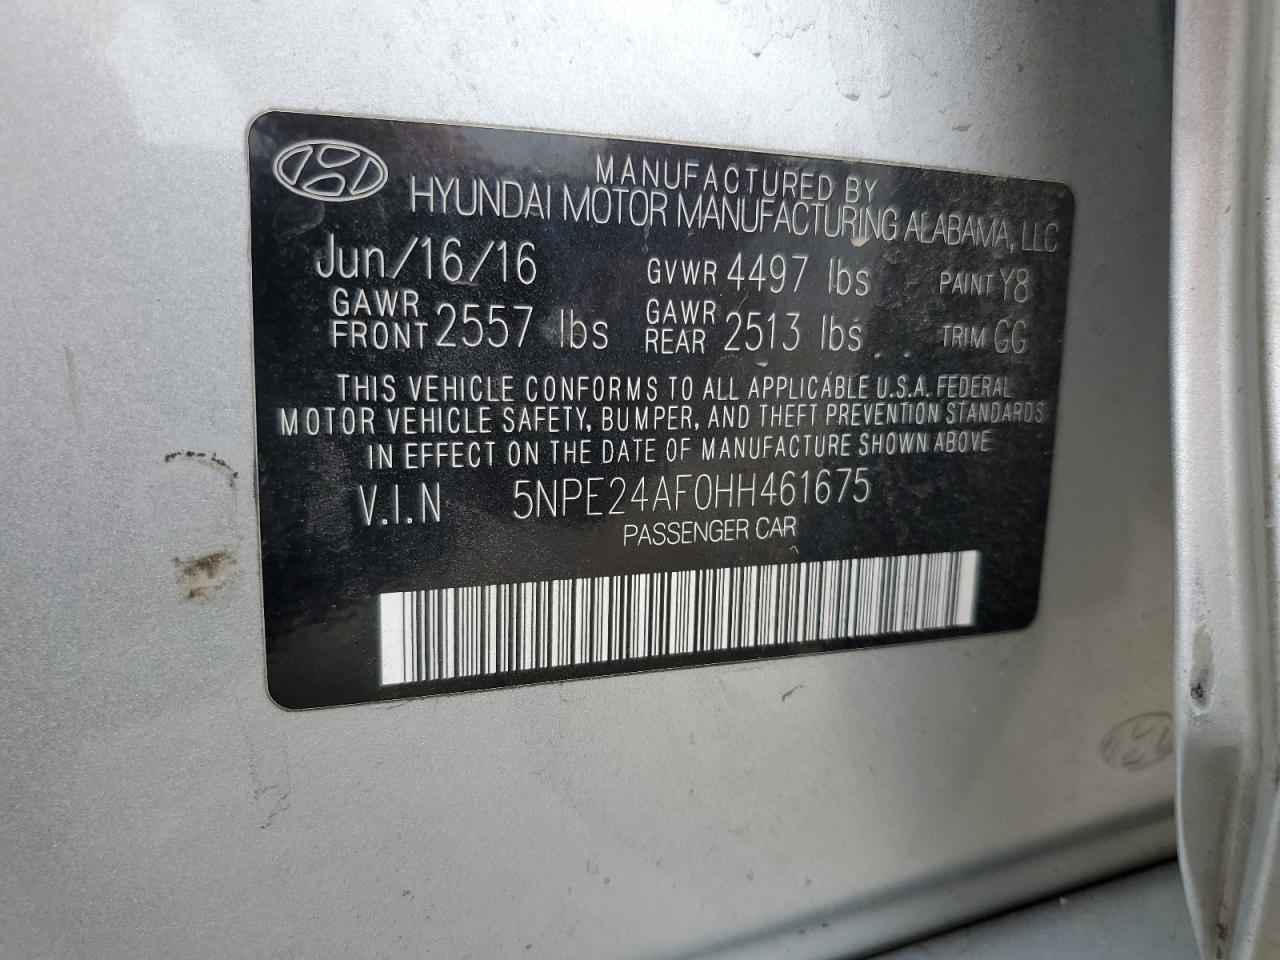 MANUFACTURED BY
HYUNDAI MOTOR MANUFACTURING ALABAMA, LLC
Jun/16/16 GVWR 4497 lbs PAINT Y8
GAWR FRONT 2557 lbs GAWR REAR 2513 lbs TRIM GG
THIS VEHICLE CONFORMS TO ALL APPLICABLE U.S.A. FEDERAL
MOTOR VEHICLE SAFETY, BUMPER, AND THEFT PREVENTION STANDARDS
IN EFFECT ON THE DATE OF MANUFACTURE SHOWN ABOVE
V.I.N 5NPE24AF0HH461675
PASSENGER CAR